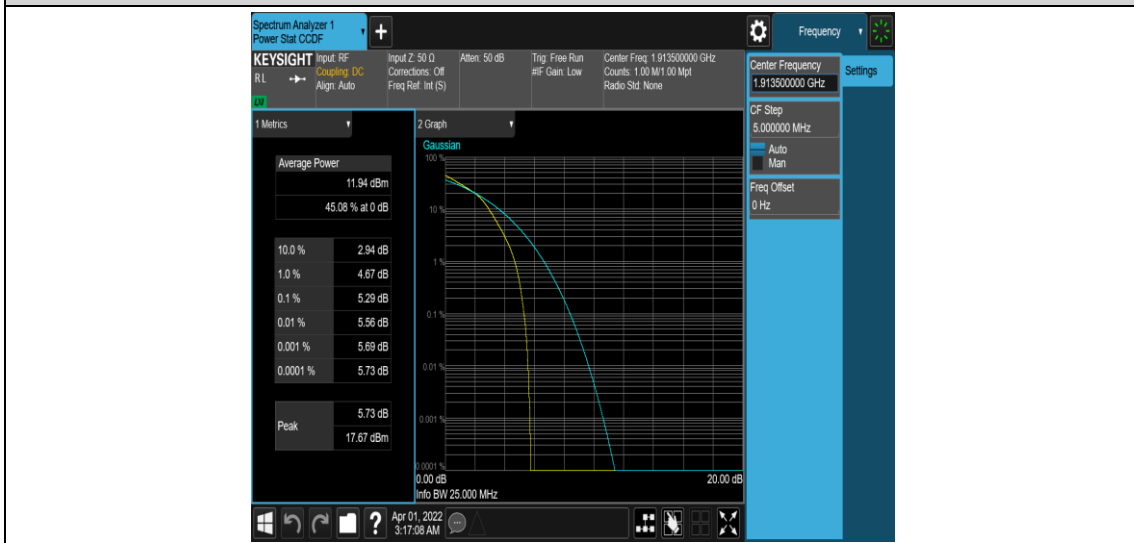 Spectrum Analyzer 1
Power Stat CCDF
Frequency
KEYSIGHT
RL
Input: RF
Coupling: DC
Align: Auto
Input Z: 50 Ω
Corrections: Off
Freq Ref: Int (S)
Atten: 50 dB
Trig: Free Run
#IF Gain: Low
Center Freq: 1.913500000 GHz
Counts: 1.00 M/1.00 Mpt
Radio Std: None
Center Frequency
1.913500000 GHz
Settings
CF Step
5.000000 MHz
Auto
Man
Freq Offset
0 Hz
1 Metrics
Average Power
11.94 dBm
45.08 % at 0 dB
10.0 % 2.94 dB
1.0 % 4.67 dB
0.1 % 5.29 dB
0.01 % 5.56 dB
0.001 % 5.69 dB
0.0001 % 5.73 dB
Peak
5.73 dB
17.67 dBm
2 Graph
Gaussian
100 %
10 %
1 %
0.1 %
0.01 %
0.001 %
0.0001 %
0.00 dB 20.00 dB
Info BW 25.000 MHz
?
Apr 01, 2022
3:17:08 AM